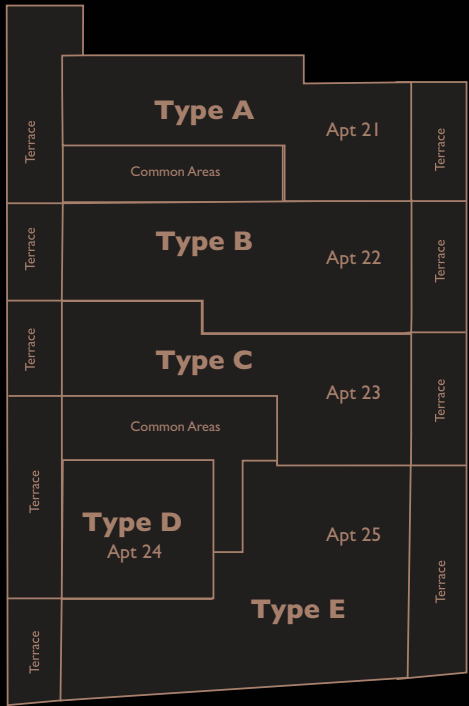 Terrace
Type A
Apt 21
Terrace
Common Areas
Terrace
Type B
Apt 22
Terrace
Terrace
Type C
Apt 23
Terrace
Common Areas
Terrace
Type D
Apt 24
Apt 25
Terrace
Type E
Terrace